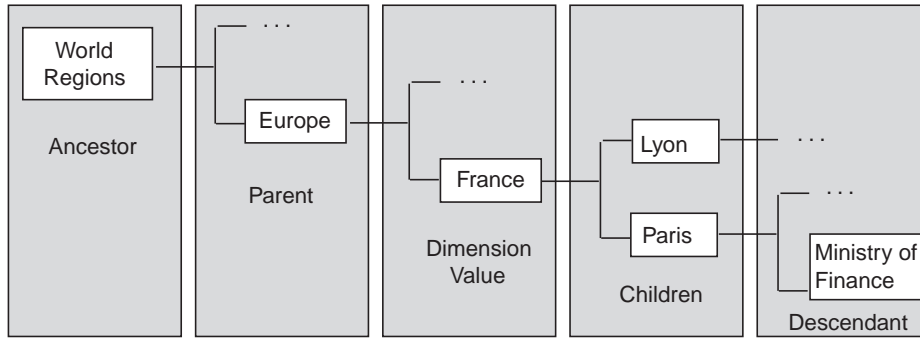 World
Regions
Ancestor
. . .
Europe
Parent
. . .
France
Dimension
Value
Lyon
Paris
Children
. . .
. . .
Ministry of
Finance
Descendant